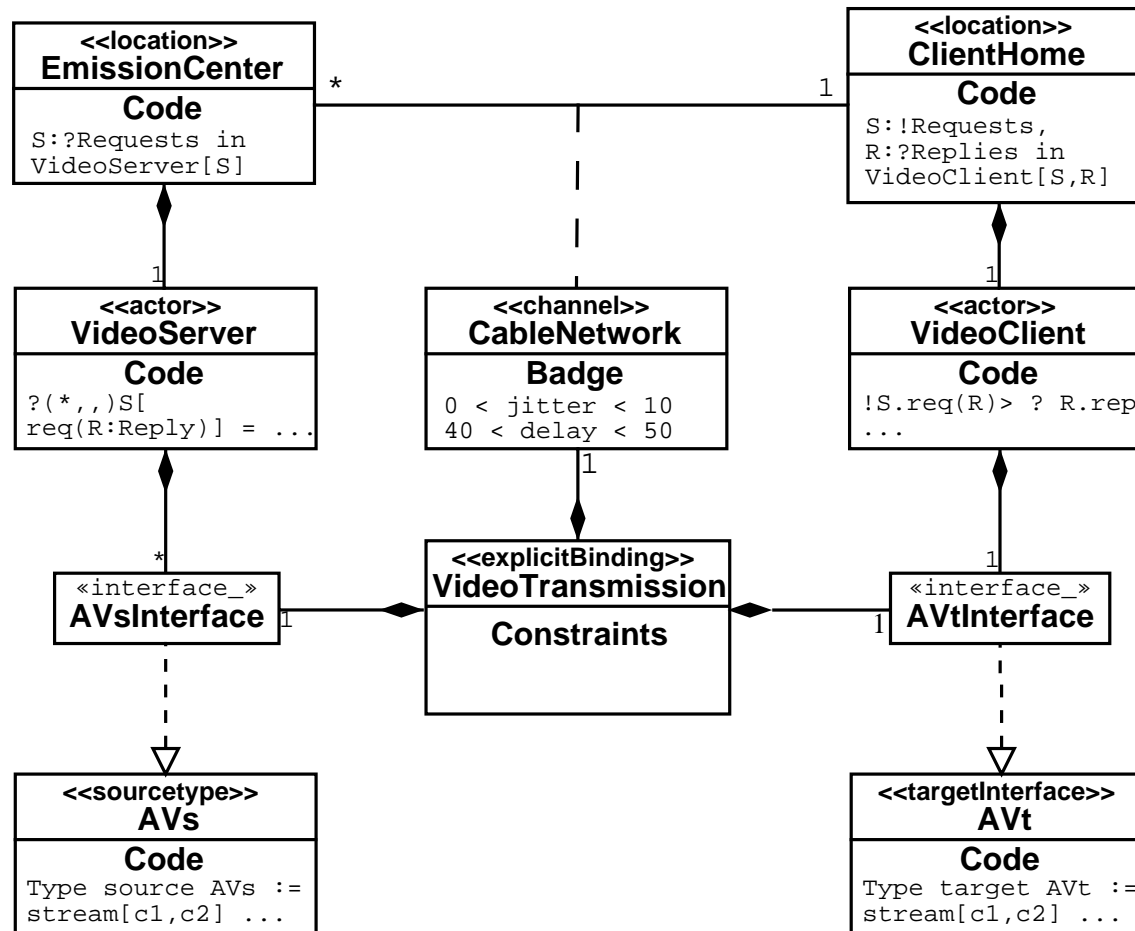 <<location>>
EmissionCenter
Code
S:?Requests in
VideoServer[S]
*
1
<<location>>
ClientHome
Code
S:!Requests,
R:?Replies in
VideoClient[S,R]
1
1
<<actor>>
VideoServer
Code
?(*,,)S[
req(R:Reply)] = ...
<<channel>>
CableNetwork
Badge
0 < jitter < 10
40 < delay < 50
<<actor>>
VideoClient
Code
!S.req(R)> ? R.rep
...
1
*
1
«interface_»
AVsInterface
1
<<explicitBinding>>
VideoTransmission
Constraints
1
«interface_»
AVtInterface
<<sourcetype>>
AVs
Code
Type source AVs :=
stream[c1,c2] ...
<<targetInterface>>
AVt
Code
Type target AVt :=
stream[c1,c2] ...